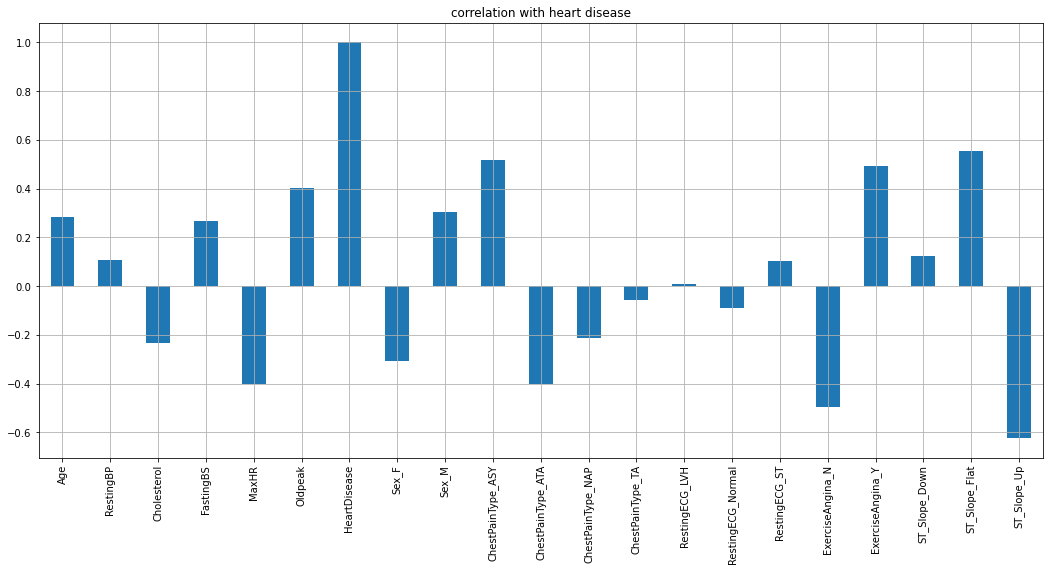 correlation with heart disease
1.0
0.8
0.6
0.4
0.2
0.0
−0.2
−0.4
−0.6
Age
RestingBP
Cholesterol
FastingBS
MaxHR
Oldpeak
HeartDisease
Sex_F
Sex_M
ChestPainType_ASY
ChestPainType_ATA
ChestPainType_NAP
ChestPainType_TA
RestingECG_LVH
RestingECG_Normal
RestingECG_ST
ExerciseAngina_N
ExerciseAngina_Y
ST_Slope_Down
ST_Slope_Flat
ST_Slope_Up